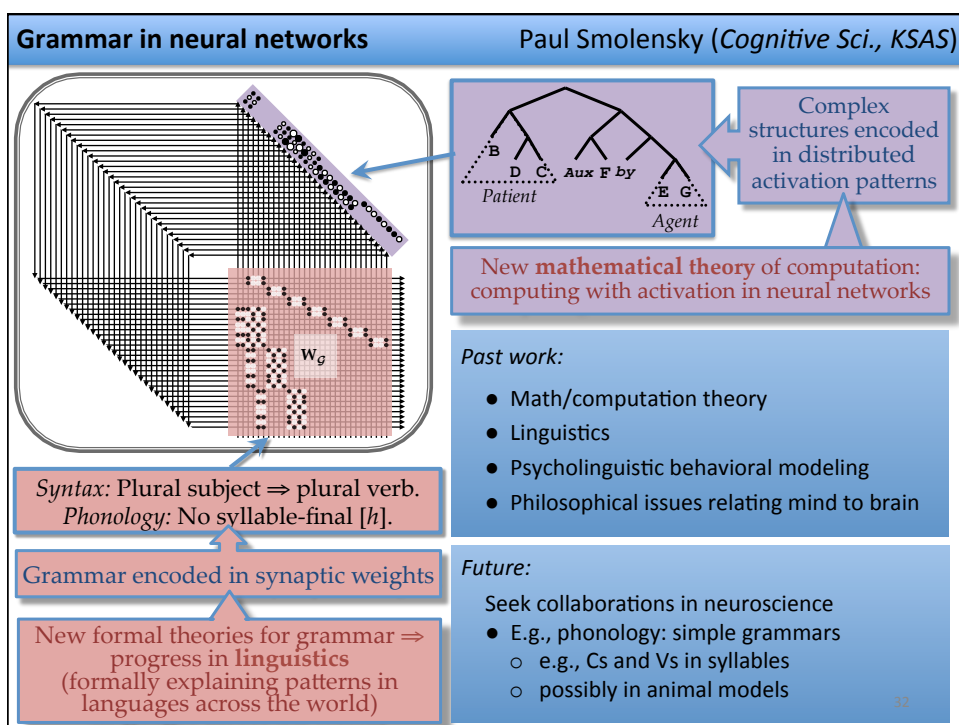 Grammar in neural networks
Paul Smolensky (Cognitive Sci., KSAS)
B
D C Aux F by
E G
Patient
Agent
Complex
structures encoded
in distributed
activation patterns
New mathematical theory of computation:
computing with activation in neural networks
W𝒢
Syntax: Plural subject ⇒ plural verb.
Phonology: No syllable-final [h].
Grammar encoded in synaptic weights
New formal theories for grammar ⇒
progress in linguistics
(formally explaining patterns in
languages across the world)
Past work:
● Math/computation theory
● Linguistics
● Psycholinguistic behavioral modeling
● Philosophical issues relating mind to brain
Future:
Seek collaborations in neuroscience
● E.g., phonology: simple grammars
o e.g., Cs and Vs in syllables
o possibly in animal models
32